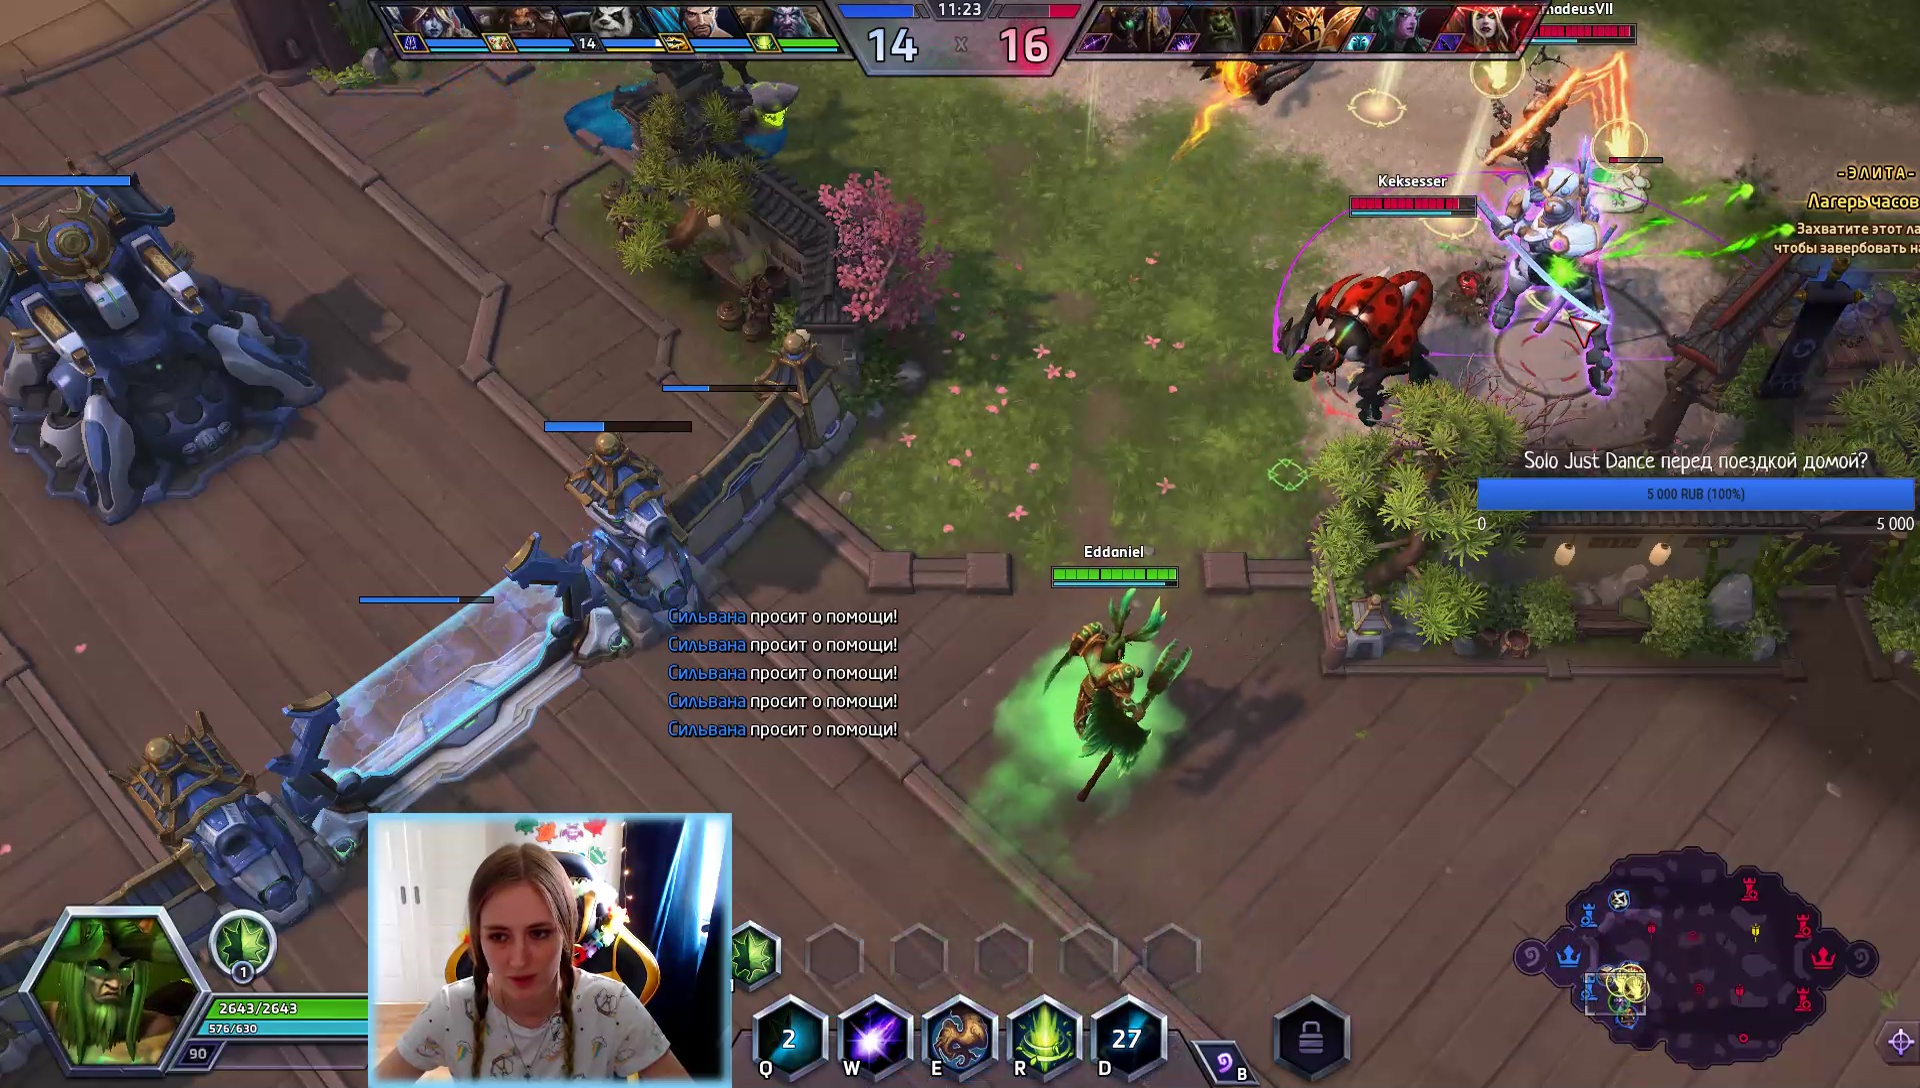 11:23
14 x 16
14
madeusVII
Keksesser
-ЭЛИТА-
Лагерь часов
Захватите этот ла
чтобы завербовать на
Solo Just Dance перед поездкой домой?
5 000 RUB (100%)
0
5 000
Eddaniel
Сильвана просит о помощи!
Сильвана просит о помощи!
Сильвана просит о помощи!
Сильвана просит о помощи!
Сильвана просит о помощи!
1
2643/2643
576/630
90
2
27
Q
W
E
R
D
B